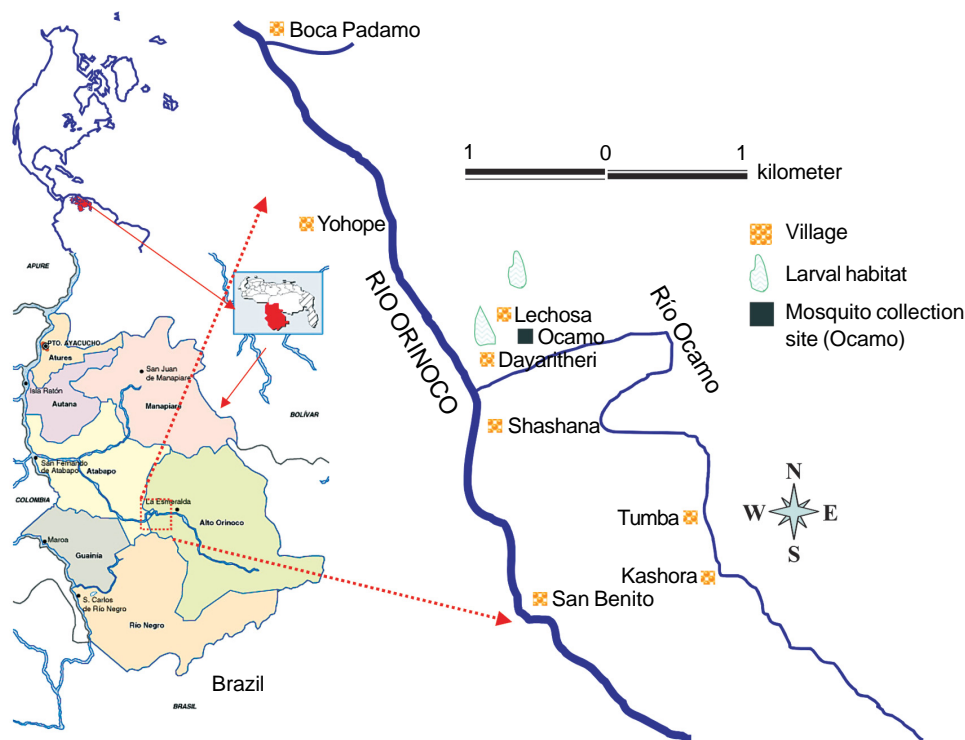 Boca Padamo
1 0 1
kilometer
Yohope
Village
RIO ORINOCO
Larval habitat
Lechosa
Río Ocamo
Mosquito collection
site (Ocamo)
Ocamo
Dayaritheri
Shashana
Tumba
Kashora
San Benito
N
W E
S
APURE
PTO. AYACUCHO
Atures
San Juan
de Manapiare
Isla Ratón
Autana
Manapiare
BOLÍVAR
San Fernando
de Atabapo
Atabapo
COLOMBIA
La Esmeralda
Alto Orinoco
Maroa
Guainía
S. Carlos
de Río Negro
Río Negro
Brazil
BRASIL